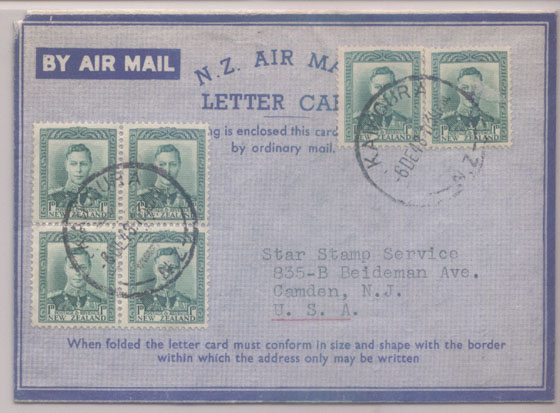 BY AIR MAIL
N.Z. AIR
LETTER
ng is enclosed this card
by ordinary mail.
KAIKOURA
-6DE48
N.Z.
NEW ZEALAND
NEW ZEALAND
NEW ZEALAND
NEW ZEALAND
NEW ZEALAND
NEW ZEALAND
Star Stamp Service
835-B Beideman Ave.
Camden, N.J.
U. S. A.
When folded the letter card must conform in size and shape with the border
within which the address only may be written